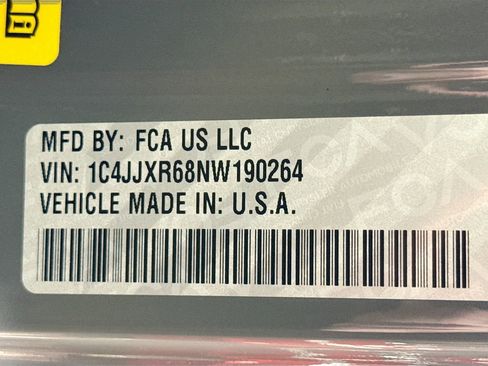 MFD BY: FCA US LLC
VIN: 1C4JJXR68NW190264
VEHICLE MADE IN: U.S.A.